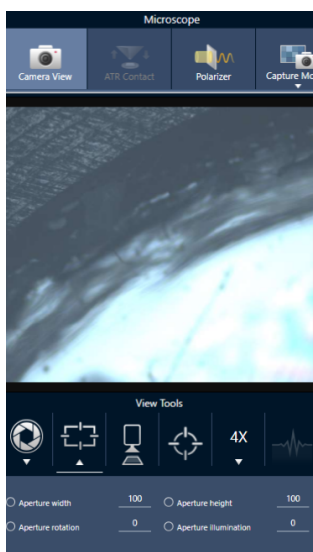 Microscope
Camera View
ATR Contact
Polarizer
Capture Mo
View Tools
4X
Aperture width 100 Aperture height 100
Aperture rotation 0 Aperture illumination 0